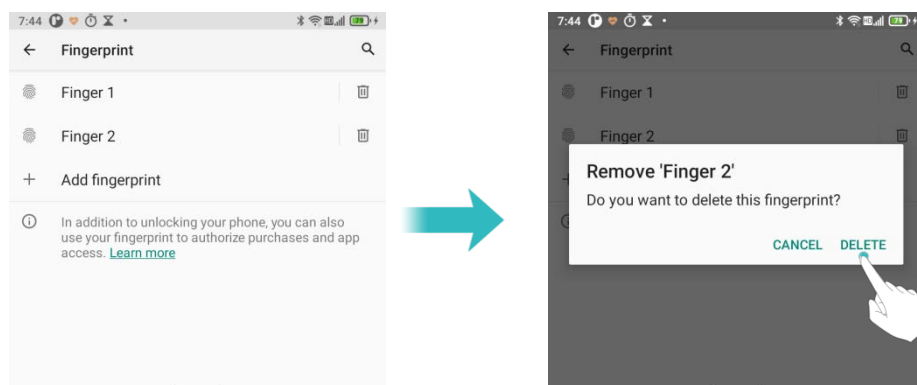 7:44
Fingerprint
Finger 1
Finger 2
Add fingerprint
In addition to unlocking your phone, you can also
use your fingerprint to authorize purchases and app
access. Learn more
7:44
Fingerprint
Finger 1
Finger 2
Remove 'Finger 2'
Do you want to delete this fingerprint?
CANCEL DELETE